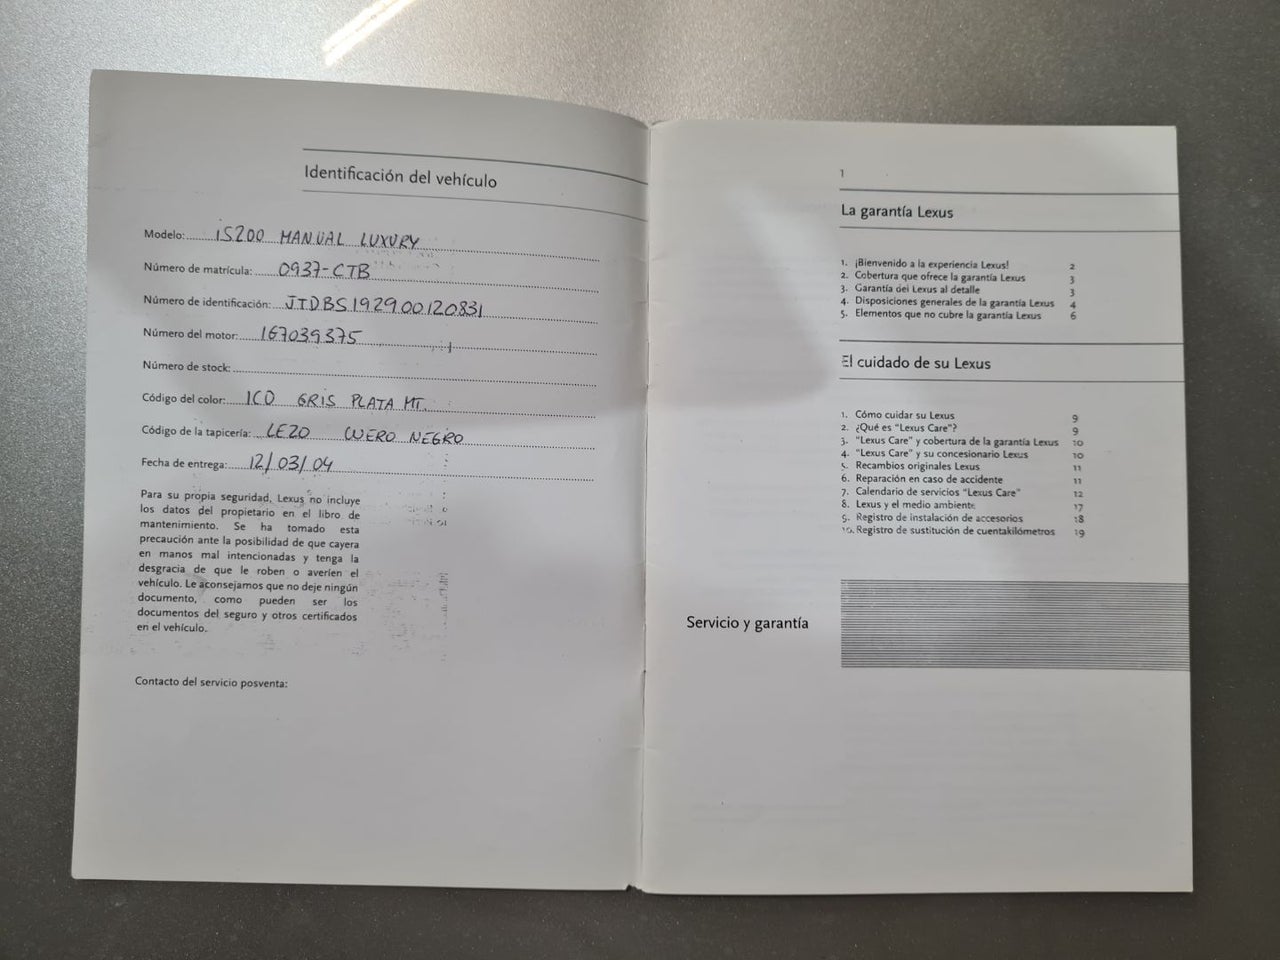 Identificación del vehículo
Modelo: IS200 MANUAL LUXURY
Número de matrícula: 0937-CTB
Número de identificación: JTDBS192900120831
Número del motor: 167039375
Número de stock:
Código del color: 1C0 GRIS PLATA MT.
Código de la tapicería: LE20 CUERO NEGRO
Fecha de entrega: 12/03/04
Para su propia seguridad, Lexus no incluye
los datos del propietario en el libro de
mantenimiento. Se ha tomado esta
precaución ante la posibilidad de que cayera
en manos mal intencionadas y tenga la
desgracia de que le roben o averíen el
vehículo. Le aconsejamos que no deje ningún
documento, como pueden ser los
documentos del seguro y otros certificados
en el vehículo.
Contacto del servicio posventa:
1
La garantía Lexus
1. ¡Bienvenido a la experiencia Lexus! 2
2. Cobertura que ofrece la garantía Lexus 3
3. Garantía del Lexus al detalle 3
4. Disposiciones generales de la garantía Lexus 4
5. Elementos que no cubre la garantía Lexus 6
El cuidado de su Lexus
1. Cómo cuidar su Lexus 9
2. ¿Qué es "Lexus Care"? 9
3. "Lexus Care" y cobertura de la garantía Lexus 10
4. "Lexus Care" y su concesionario Lexus 10
5. Recambios originales Lexus 11
6. Reparación en caso de accidente 11
7. Calendario de servicios "Lexus Care" 12
8. Lexus y el medio ambiente 17
9. Registro de instalación de accesorios 18
10. Registro de sustitución de cuentakilómetros 19
Servicio y garantía